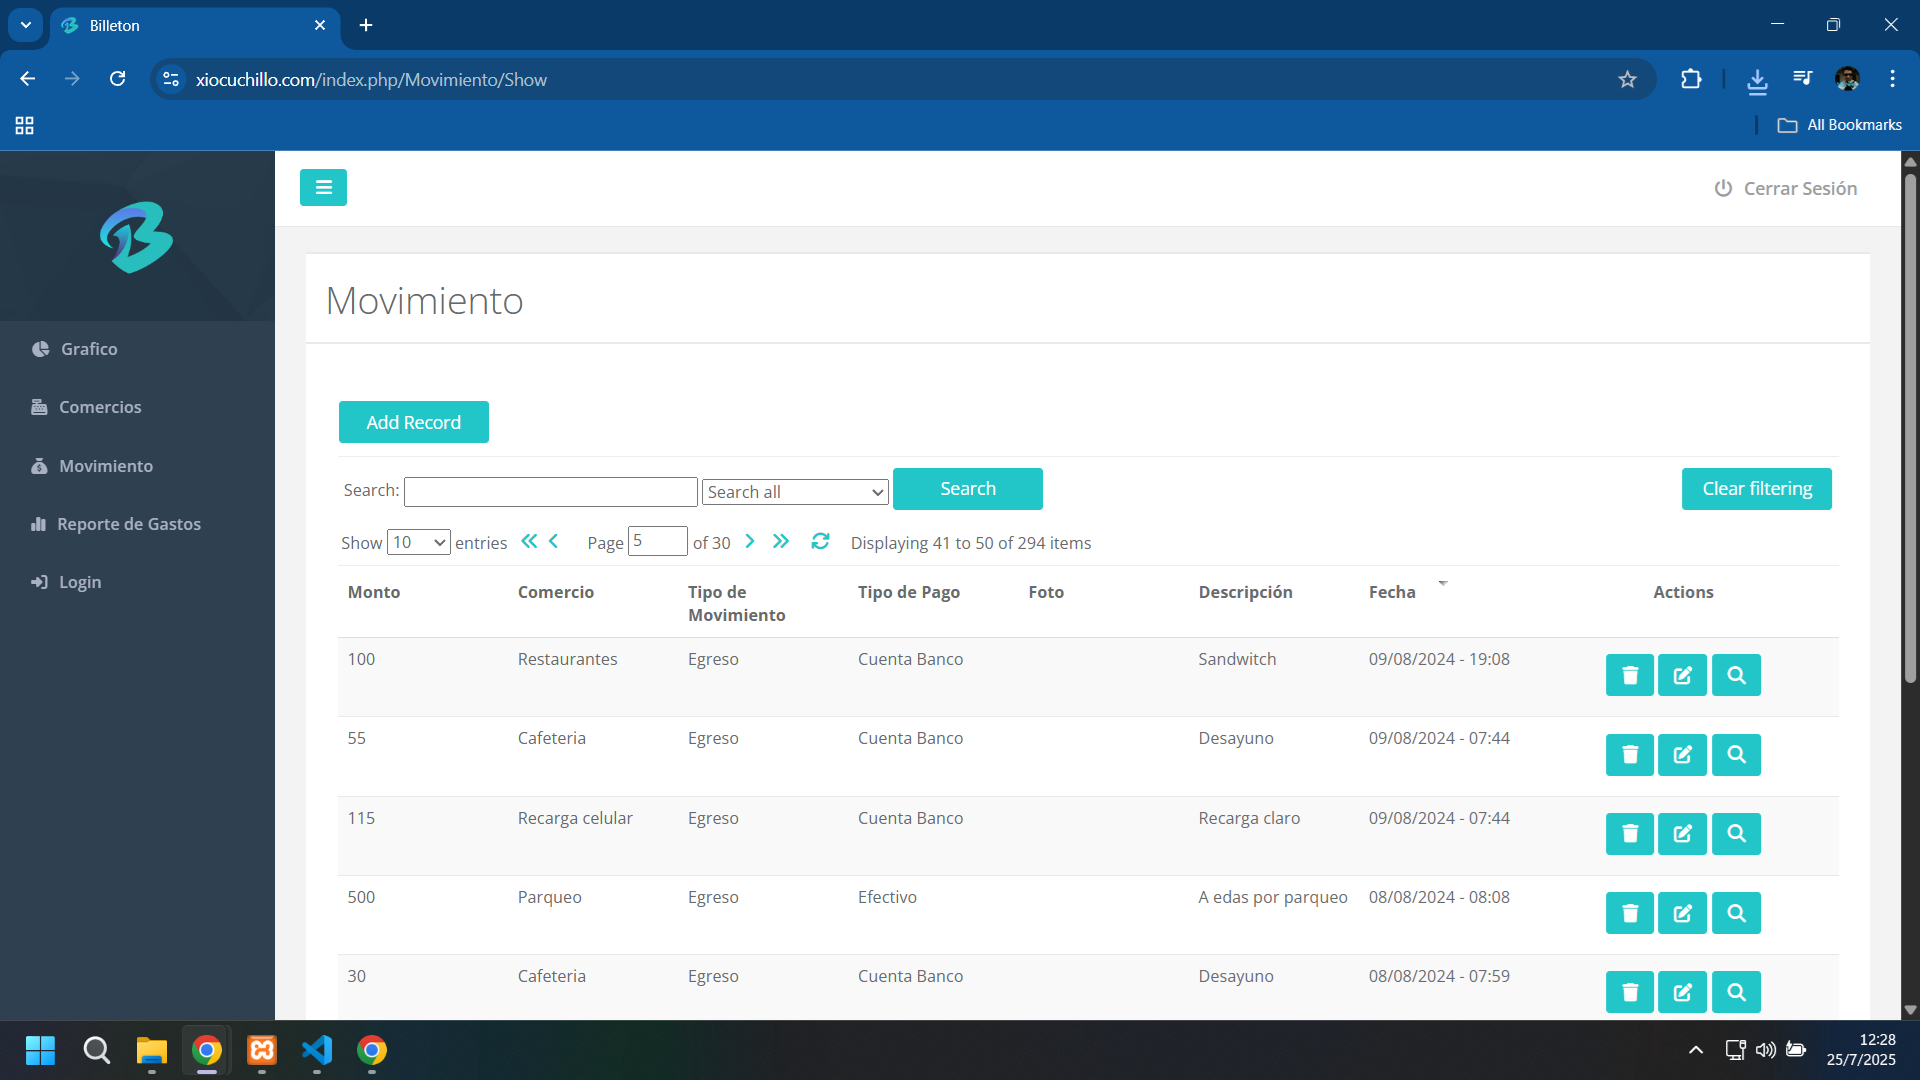 Billeton
xiocuchillo.com/index.php/Movimiento/Show
All Bookmarks
Cerrar Sesión
Grafico
Comercios
Movimiento
Reporte de Gastos
Login
Movimiento
Add Record
Search: Search all Search Clear filtering
Show 10 entries Page 5 of 30 Displaying 41 to 50 of 294 items
Monto Comercio Tipo de Movimiento Tipo de Pago Foto Descripción Fecha Actions
100 Restaurantes Egreso Cuenta Banco Sandwitch 09/08/2024 - 19:08
55 Cafeteria Egreso Cuenta Banco Desayuno 09/08/2024 - 07:44
115 Recarga celular Egreso Cuenta Banco Recarga claro 09/08/2024 - 07:44
500 Parqueo Egreso Efectivo A edas por parqueo 08/08/2024 - 08:08
30 Cafeteria Egreso Cuenta Banco Desayuno 08/08/2024 - 07:59
12:28
25/7/2025